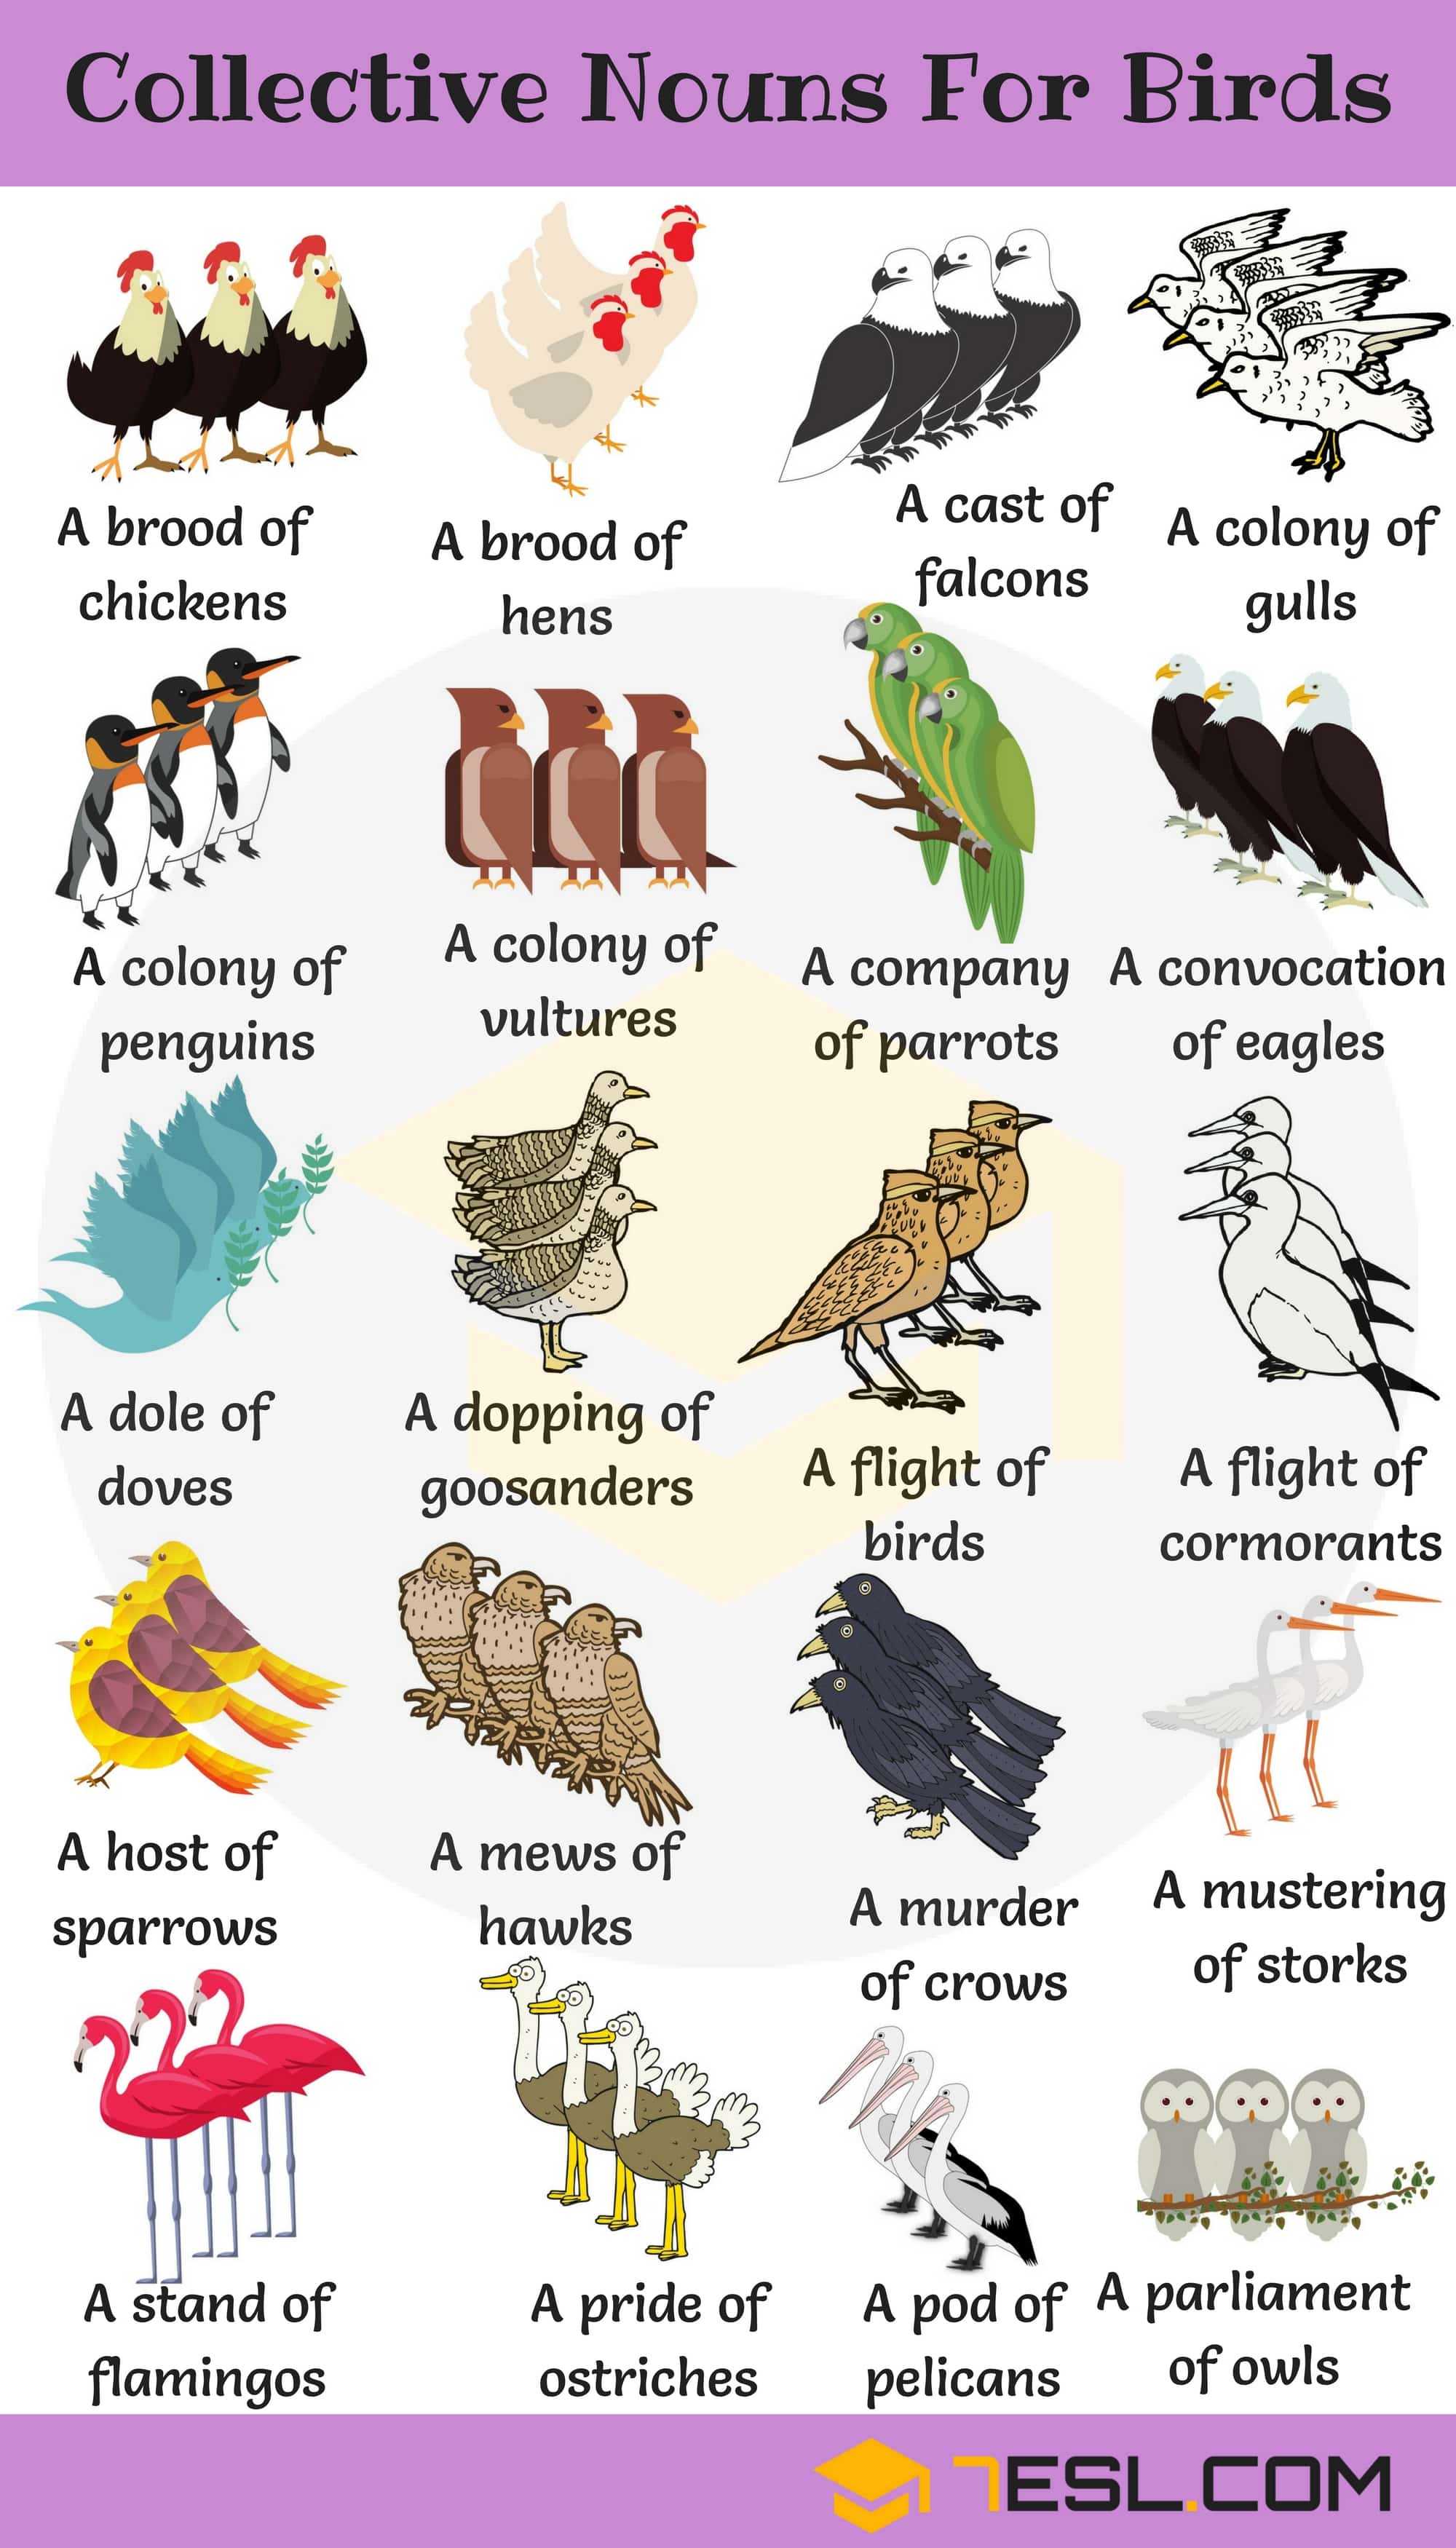 Collective Nouns For Birds
A brood of
chickens
A brood of
hens
A cast of
falcons
A colony of
gulls
A colony of
penguins
A colony of
vultures
A company
of parrots
A convocation
of eagles
A dole of
doves
A dopping of
goosanders
A flight of
birds
A flight of
cormorants
A host of
sparrows
A mews of
hawks
A murder
of crows
A mustering
of storks
A stand of
flamingos
A pride of
ostriches
A pod of
pelicans
A parliament
of owls
7ESL.COM